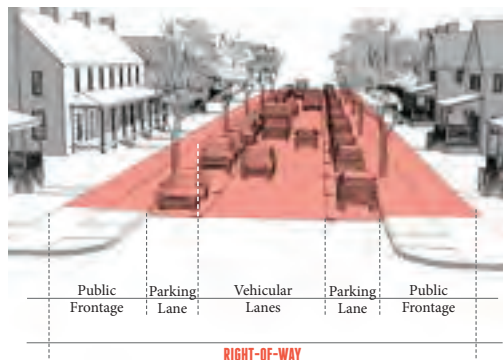 Public Frontage
Parking Lane
Vehicular Lanes
Parking Lane
Public Frontage
RIGHT-OF-WAY